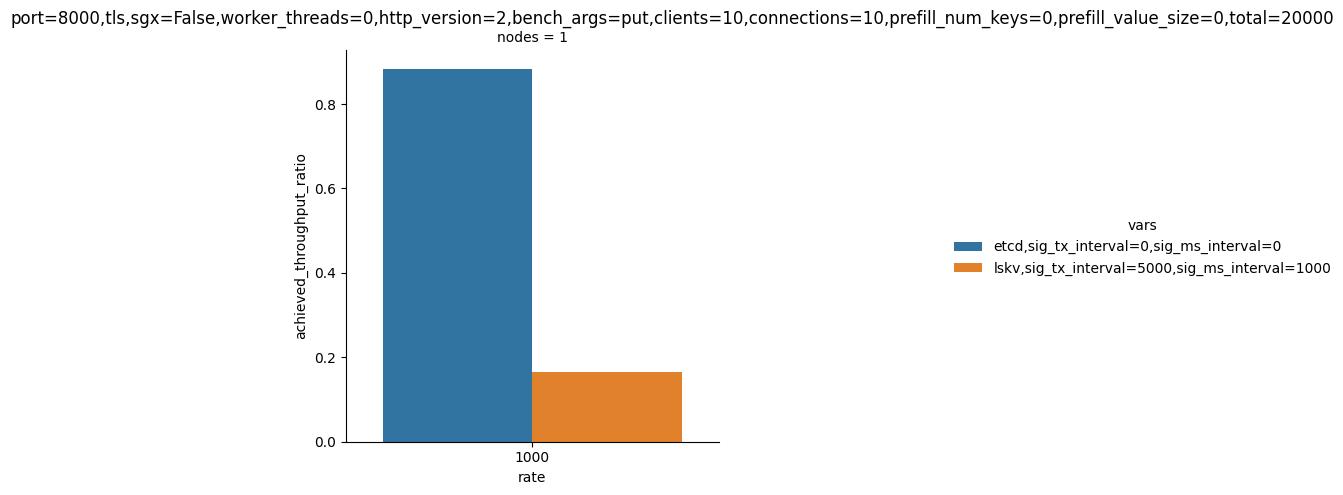 port=8000,tls,sgx=False,worker_threads=0,http_version=2,bench_args=put,clients=10,connections=10,prefill_num_keys=0,prefill_value_size=0,total=20000
nodes = 1
achieved_throughput_ratio
0.8
0.6
0.4
0.2
0.0
1000
rate
vars
etcd,sig_tx_interval=0,sig_ms_interval=0
lskv,sig_tx_interval=5000,sig_ms_interval=1000